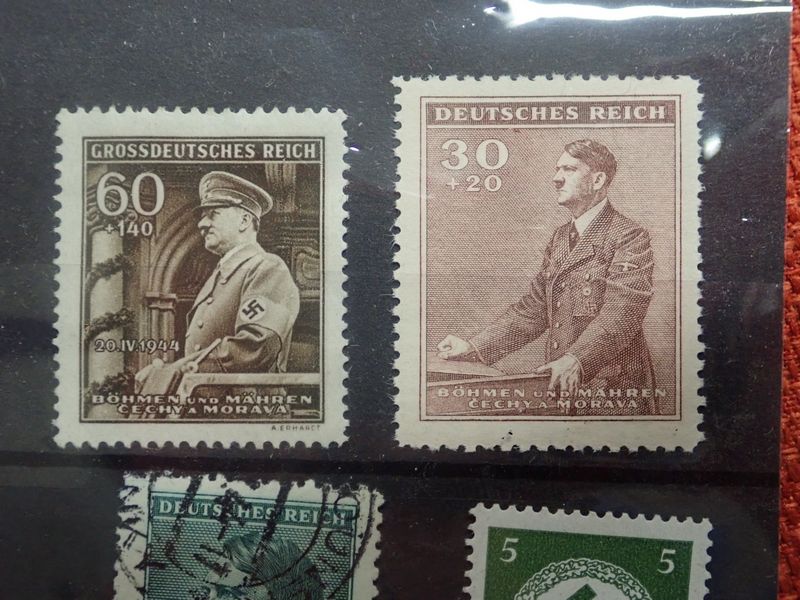 GROSSDEUTSCHES REICH
60
+140
20.IV.1944
BÖHMEN UND MÄHREN
ČECHY A MORAVA
A. ERHARDT
DEUTSCHES REICH
30
+20
BÖHMEN UND MÄHREN
ČECHY A MORAVA
DEUTSCHES REICH
5 5